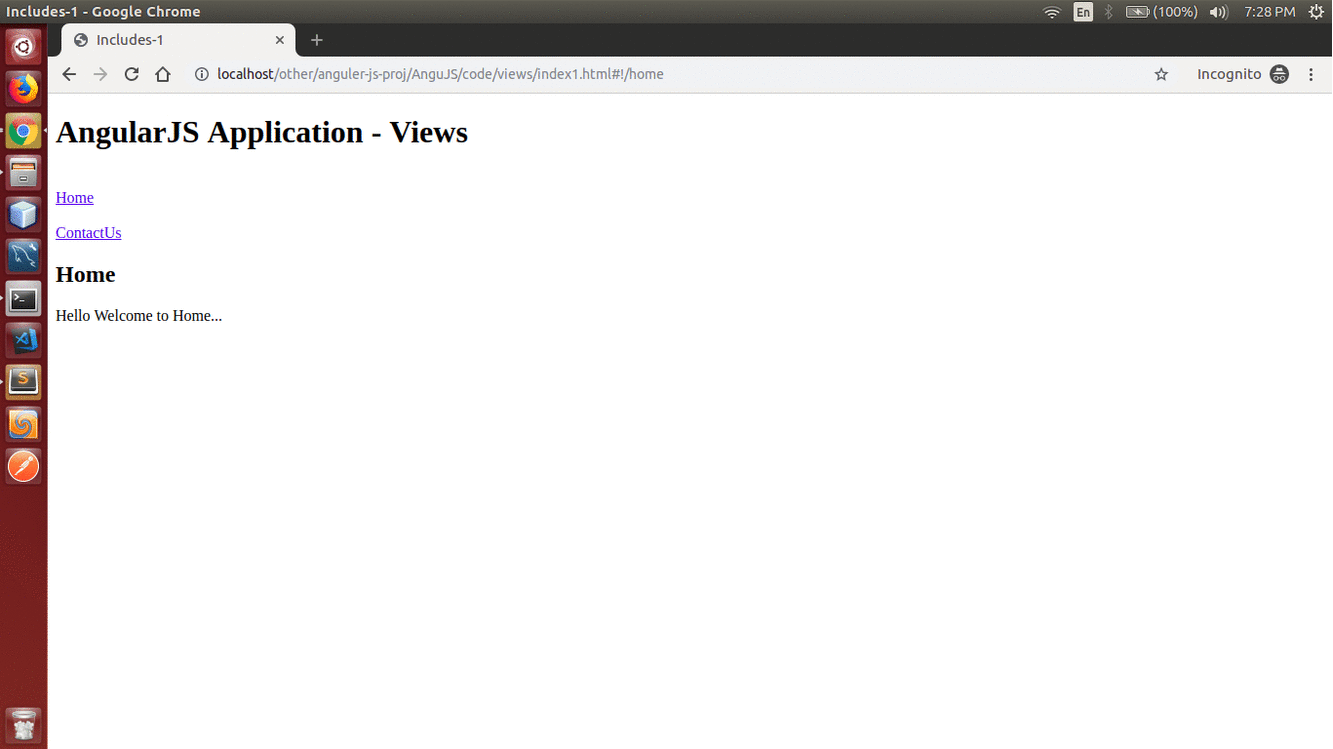 Includes-1 - Google Chrome
En
(100%)
7:28 PM
Includes-1
localhost/other/anguler-js-proj/AnguJS/code/views/index1.html#!/home
Incognito
AngularJS Application - Views
Home
ContactUs
Home
Hello Welcome to Home...